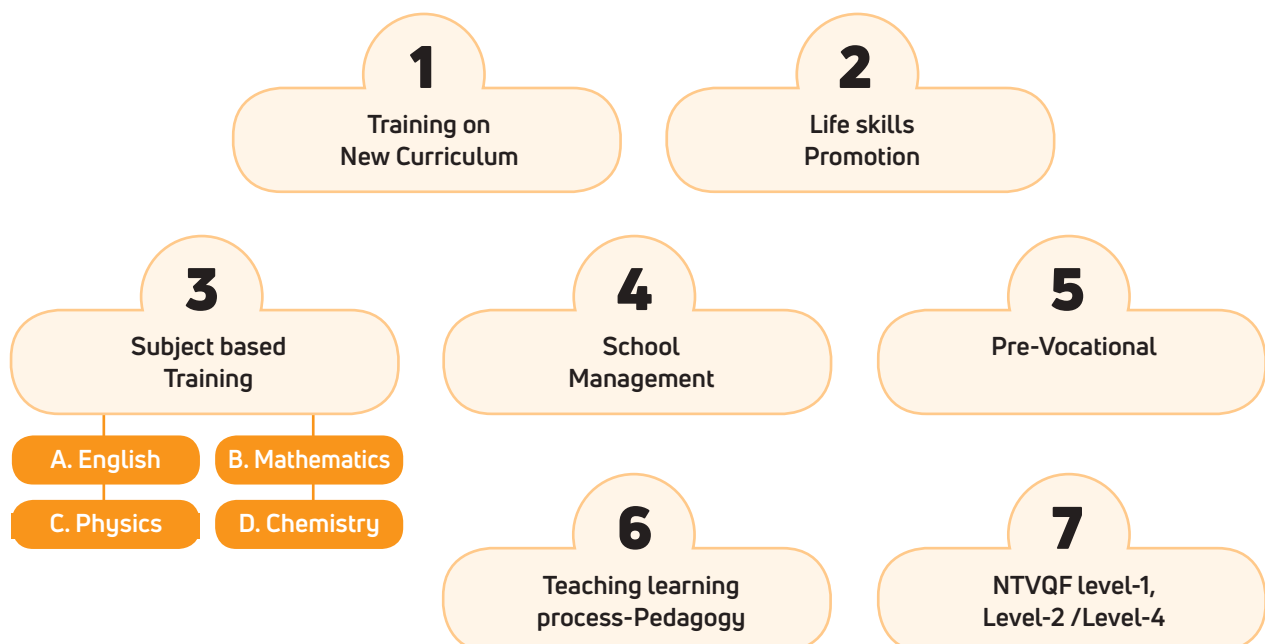 1
Training on
New Curriculum
2
Life skills
Promotion
3
Subject based
Training
A. English
B. Mathematics
C. Physics
D. Chemistry
4
School
Management
5
Pre-Vocational
6
Teaching learning
process-Pedagogy
7
NTVQF level-1,
Level-2 /Level-4